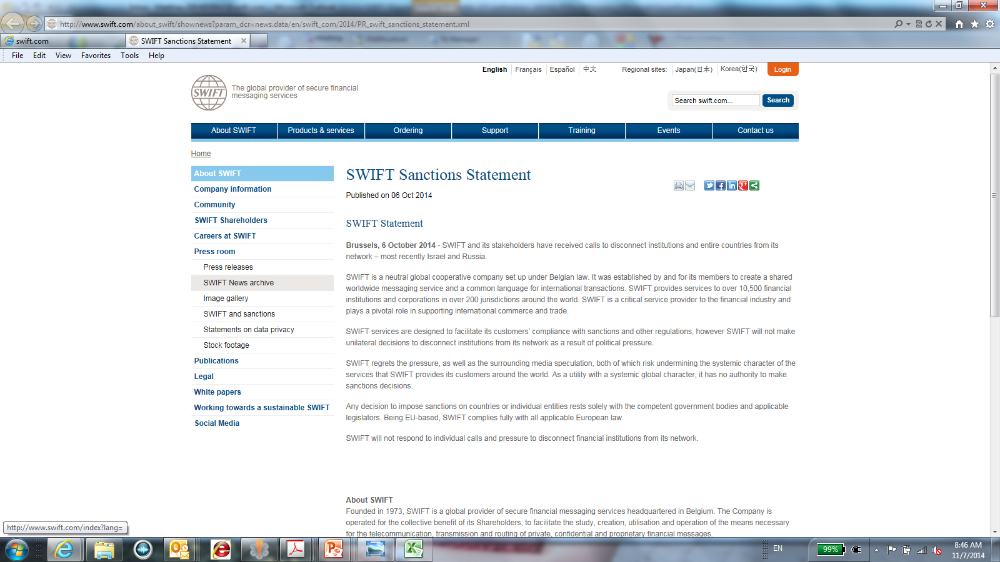 http://www.swift.com/about_swift/shownews?param_dcr=news.data/en/swift_com/2014/PR_swift_sanctions_statement.xml
swift.com
SWIFT Sanctions Statement
File Edit View Favorites Tools Help
English Français Español 中文 Regional sites: Japan(日本) Korea(한국) Login
SWIFT
The global provider of secure financial
messaging services
Search swift.com... Search
About SWIFT Products & services Ordering Support Training Events Contact us
Home
About SWIFT
Company information
Community
SWIFT Shareholders
Careers at SWIFT
Press room
Press releases
SWIFT News archive
Image gallery
SWIFT and sanctions
Statements on data privacy
Stock footage
Publications
Legal
White papers
Working towards a sustainable SWIFT
Social Media
SWIFT Sanctions Statement
Published on 06 Oct 2014
SWIFT Statement
Brussels, 6 October 2014 - SWIFT and its stakeholders have received calls to disconnect institutions and entire countries from its
network – most recently Israel and Russia.
SWIFT is a neutral global cooperative company set up under Belgian law. It was established by and for its members to create a shared
worldwide messaging service and a common language for international transactions. SWIFT provides services to over 10,500 financial
institutions and corporations in over 200 jurisdictions around the world. SWIFT is a critical service provider to the financial industry and
plays a pivotal role in supporting international commerce and trade.
SWIFT services are designed to facilitate its customers' compliance with sanctions and other regulations, however SWIFT will not make
unilateral decisions to disconnect institutions from its network as a result of political pressure.
SWIFT regrets the pressure, as well as the surrounding media speculation, both of which risk undermining the systemic character of the
services that SWIFT provides its customers around the world. As a utility with a systemic global character, it has no authority to make
sanctions decisions.
Any decision to impose sanctions on countries or individual entities rests solely with the competent government bodies and applicable
legislators. Being EU-based, SWIFT complies fully with all applicable European law.
SWIFT will not respond to individual calls and pressure to disconnect financial institutions from its network.
About SWIFT
Founded in 1973, SWIFT is a global provider of secure financial messaging services headquartered in Belgium. The Company is
operated for the collective benefit of its Shareholders, to facilitate the study, creation, utilisation and operation of the means necessary
for the telecommunication, transmission and routing of private, confidential and proprietary financial messages.
http://www.swift.com/index?lang=
EN
99%
8:46 AM
11/7/2014